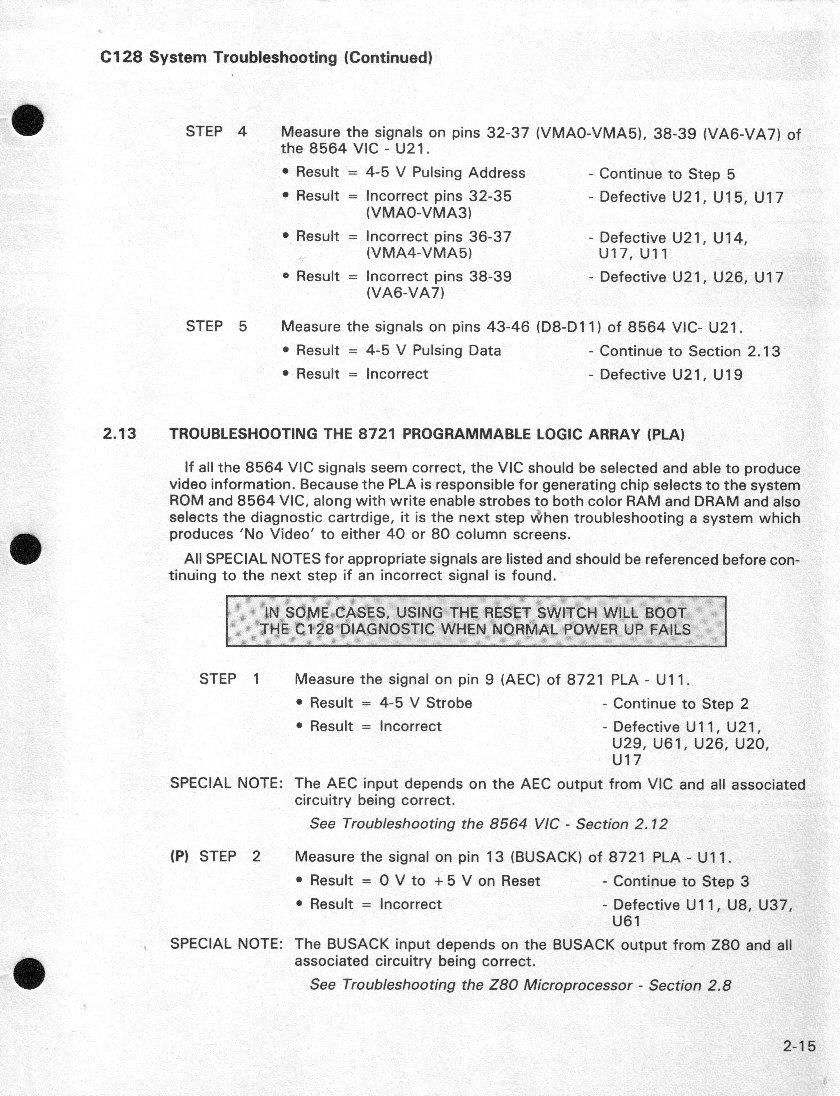 C128 System Troubleshooting (Continued)
STEP 4 Measure the signals on pins 32-37 (VMA0-VMA5), 38-39 (VA6-VA7) of
the 8564 VIC - U21.
• Result = 4-5 V Pulsing Address - Continue to Step 5
• Result = Incorrect pins 32-35 - Defective U21, U15, U17
(VMA0-VMA3)
• Result = Incorrect pins 36-37 - Defective U21, U14,
(VMA4-VMA5) U17, U11
• Result = Incorrect pins 38-39 - Defective U21, U26, U17
(VA6-VA7)
STEP 5 Measure the signals on pins 43-46 (D8-D11) of 8564 VIC- U21.
• Result = 4-5 V Pulsing Data - Continue to Section 2.13
• Result = Incorrect - Defective U21, U19
2.13 TROUBLESHOOTING THE 8721 PROGRAMMABLE LOGIC ARRAY (PLA)
If all the 8564 VIC signals seem correct, the VIC should be selected and able to produce
video information. Because the PLA is responsible for generating chip selects to the system
ROM and 8564 VIC, along with write enable strobes to both color RAM and DRAM and also
selects the diagnostic cartrdige, it is the next step when troubleshooting a system which
produces 'No Video' to either 40 or 80 column screens.
All SPECIAL NOTES for appropriate signals are listed and should be referenced before con-
tinuing to the next step if an incorrect signal is found.
IN SOME CASES, USING THE RESET SWITCH WILL BOOT
THE C128 DIAGNOSTIC WHEN NORMAL POWER UP FAILS
STEP 1 Measure the signal on pin 9 (AEC) of 8721 PLA - U11.
• Result = 4-5 V Strobe - Continue to Step 2
• Result = Incorrect - Defective U11, U21,
U29, U61, U26, U20,
U17
SPECIAL NOTE: The AEC input depends on the AEC output from VIC and all associated
circuitry being correct.
See Troubleshooting the 8564 VIC - Section 2.12
(P) STEP 2 Measure the signal on pin 13 (BUSACK) of 8721 PLA - U11.
• Result = 0 V to +5 V on Reset - Continue to Step 3
• Result = Incorrect - Defective U11, U8, U37,
U61
SPECIAL NOTE: The BUSACK input depends on the BUSACK output from Z80 and all
associated circuitry being correct.
See Troubleshooting the Z80 Microprocessor - Section 2.8
2-15